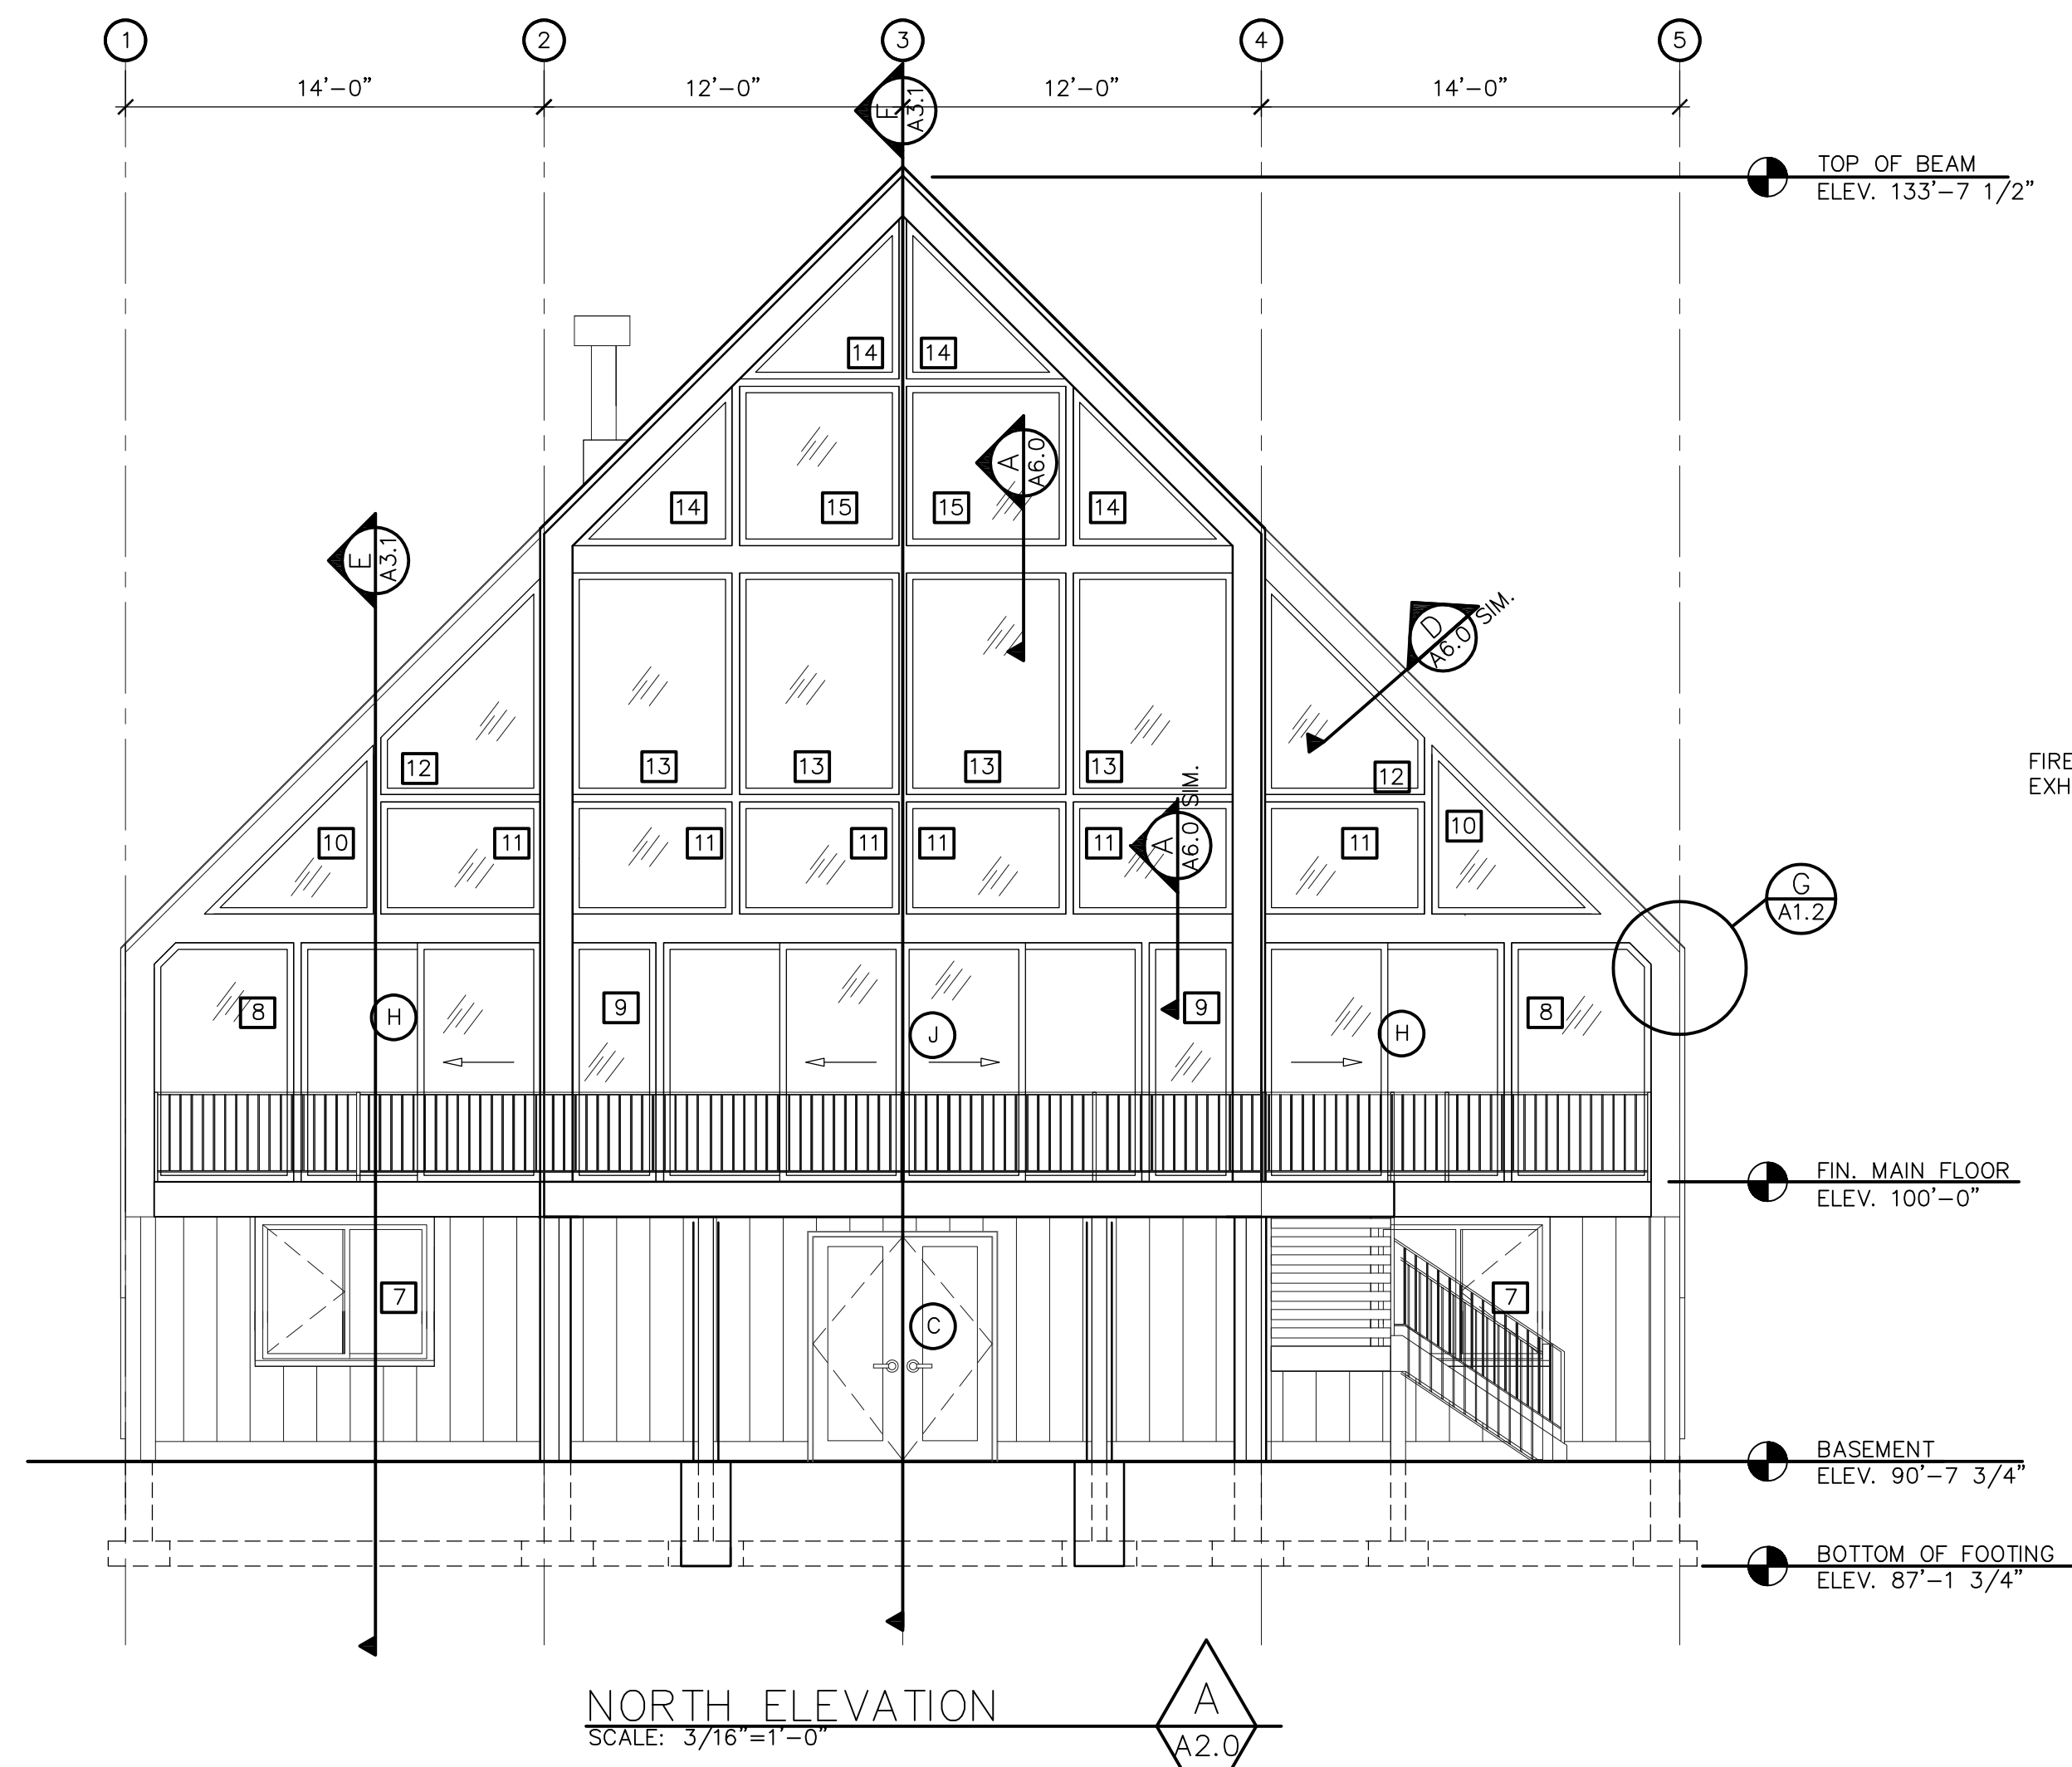 1 2 3 4 5
14'-0" 12'-0" 12'-0" 14'-0"
F
A3.1
TOP OF BEAM
ELEV. 133'-7 1/2"
14 14
A
A6.0
14 15 15 14
E
A3.1
D
A6.0 SIM.
12 13 13 13 13 12
FIRE
EXH
10 11 11 11 11 11 11 10
A
A6.0 SIM.
G
A1.2
8 H 9 J 9 H 8
FIN. MAIN FLOOR
ELEV. 100'-0"
7 C 7
BASEMENT
ELEV. 90'-7 3/4"
BOTTOM OF FOOTING
ELEV. 87'-1 3/4"
NORTH ELEVATION
SCALE: 3/16"=1'-0"
A
A2.0